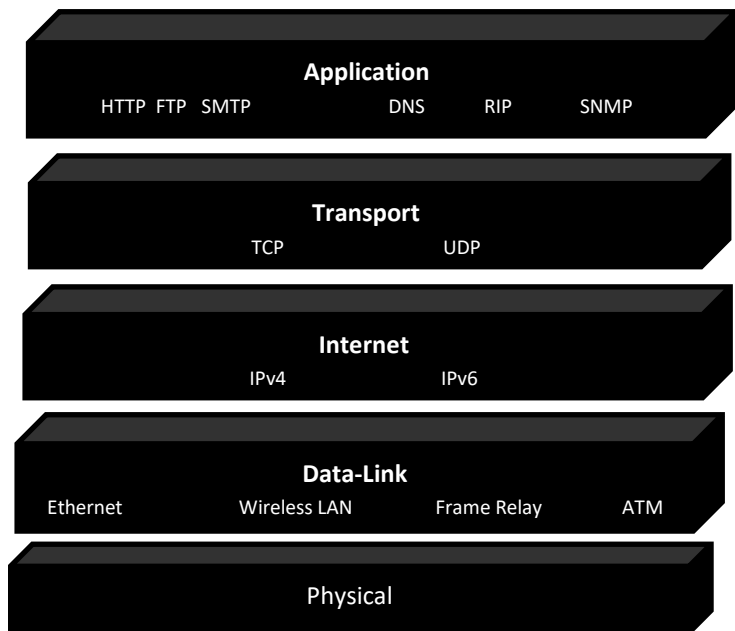 Application
HTTP FTP SMTP DNS RIP SNMP
Transport
TCP UDP
Internet
IPv4 IPv6
Data-Link
Ethernet Wireless LAN Frame Relay ATM
Physical